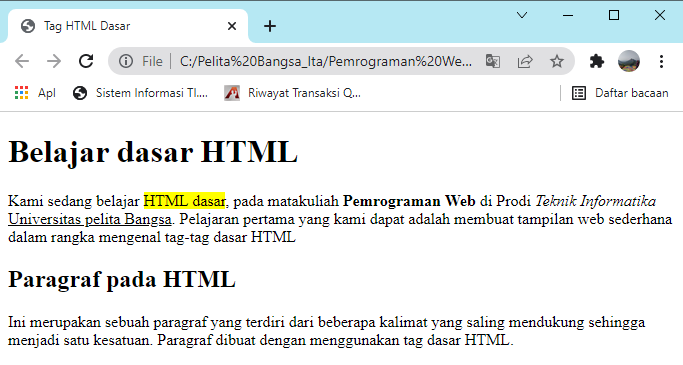 Tag HTML Dasar
File | C:/Pelita%20Bangsa_Ita/Pemrograman%20We...
Apl Sistem Informasi TI.... Riwayat Transaksi Q... Daftar bacaan
Belajar dasar HTML
Kami sedang belajar HTML dasar, pada matakuliah Pemrograman Web di Prodi Teknik Informatika
Universitas pelita Bangsa. Pelajaran pertama yang kami dapat adalah membuat tampilan web sederhana
dalam rangka mengenal tag-tag dasar HTML
Paragraf pada HTML
Ini merupakan sebuah paragraf yang terdiri dari beberapa kalimat yang saling mendukung sehingga
menjadi satu kesatuan. Paragraf dibuat dengan menggunakan tag dasar HTML.